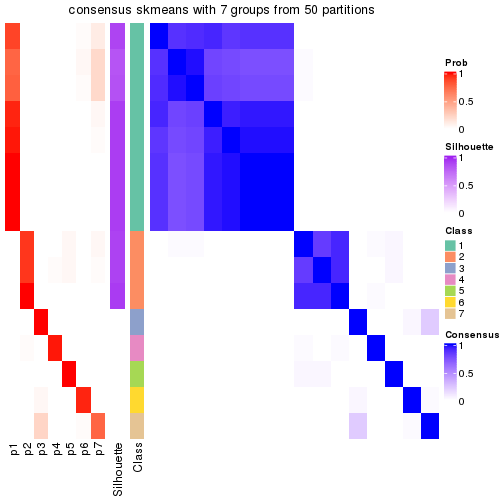 consensus skmeans with 7 groups from 50 partitions
Prob
1
0.5
0
Silhouette
1
0.5
0
Class
1
2
3
4
5
6
7
Consensus
1
0.5
0
p1 p2 p3 p4 p5 p6 p7 Silhouette Class